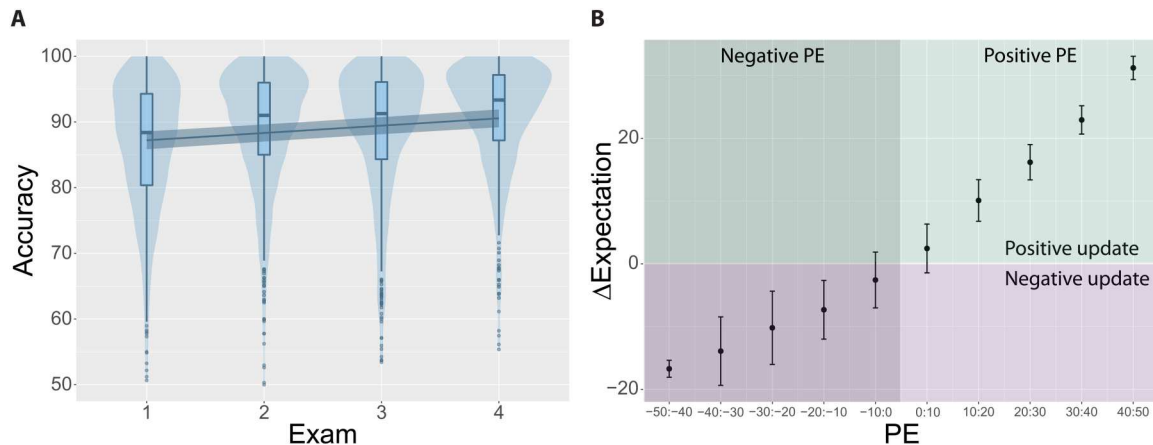 A
Accuracy
100
90
80
70
60
50
1 2 3 4
Exam
B
Negative PE Positive PE
ΔExpectation
20
0
−20
Positive update
Negative update
−50:−40 −40:−30 −30:−20 −20:−10 −10:0 0:10 10:20 20:30 30:40 40:50
PE